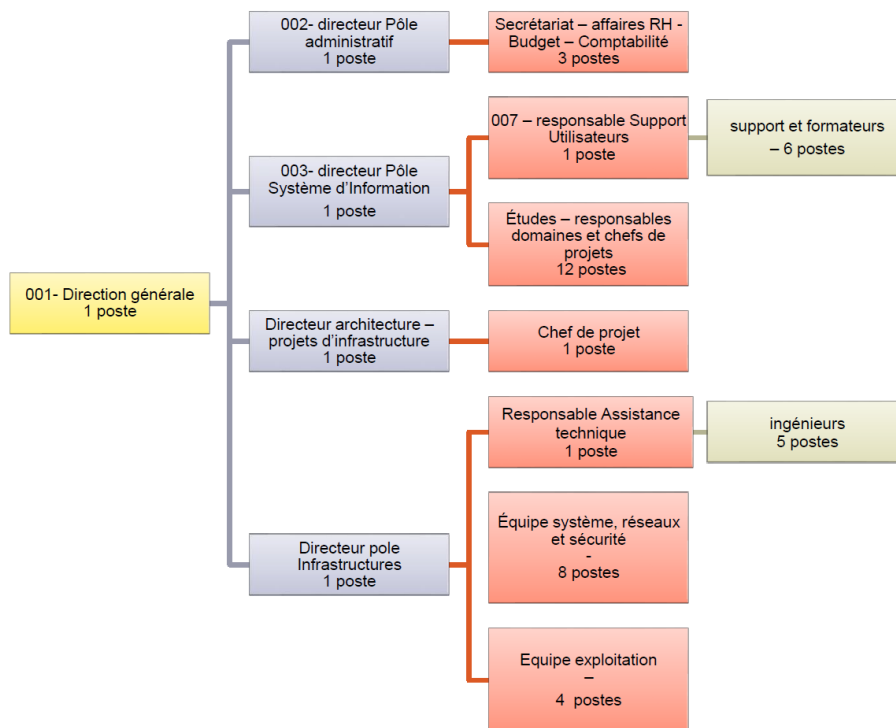 002- directeur Pôle
administratif
1 poste
Secrétariat – affaires RH -
Budget – Comptabilité
3 postes
007 – responsable Support
Utilisateurs
1 poste
support et formateurs
– 6 postes
003- directeur Pôle
Système d'Information
1 poste
Études – responsables
domaines et chefs de
projets
12 postes
001- Direction générale
1 poste
Directeur architecture –
projets d'infrastructure
1 poste
Chef de projet
1 poste
Responsable Assistance
technique
1 poste
ingénieurs
5 postes
Équipe système, réseaux
et sécurité
-
8 postes
Directeur pole
Infrastructures
1 poste
Equipe exploitation
–
4 postes